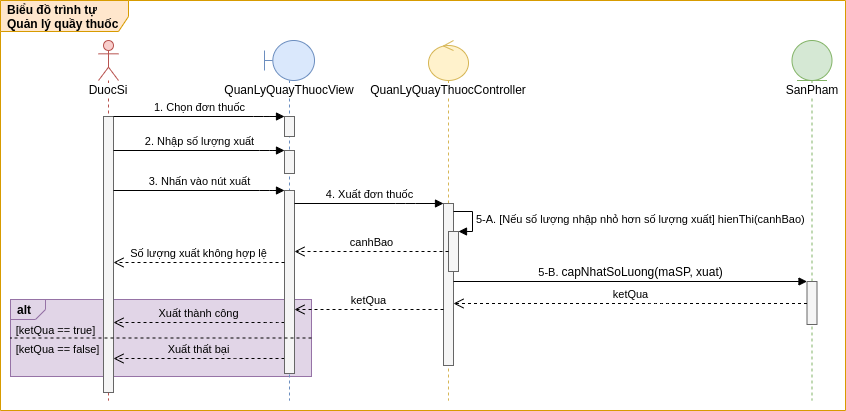 Biểu đồ trình tự
Quản lý quầy thuốc
DuocSi
QuanLyQuayThuocView
QuanLyQuayThuocController
SanPham
1. Chọn đơn thuốc
2. Nhập số lượng xuất
3. Nhấn vào nút xuất
4. Xuất đơn thuốc
5-A. [Nếu số lượng nhập nhỏ hơn số lượng xuất] hienThi(canhBao)
canhBao
Số lượng xuất không hợp lệ
5-B. capNhatSoLuong(maSP, xuat)
ketQua
ketQua
alt
Xuất thành công
[ketQua == true]
[ketQua == false]
Xuất thất bại